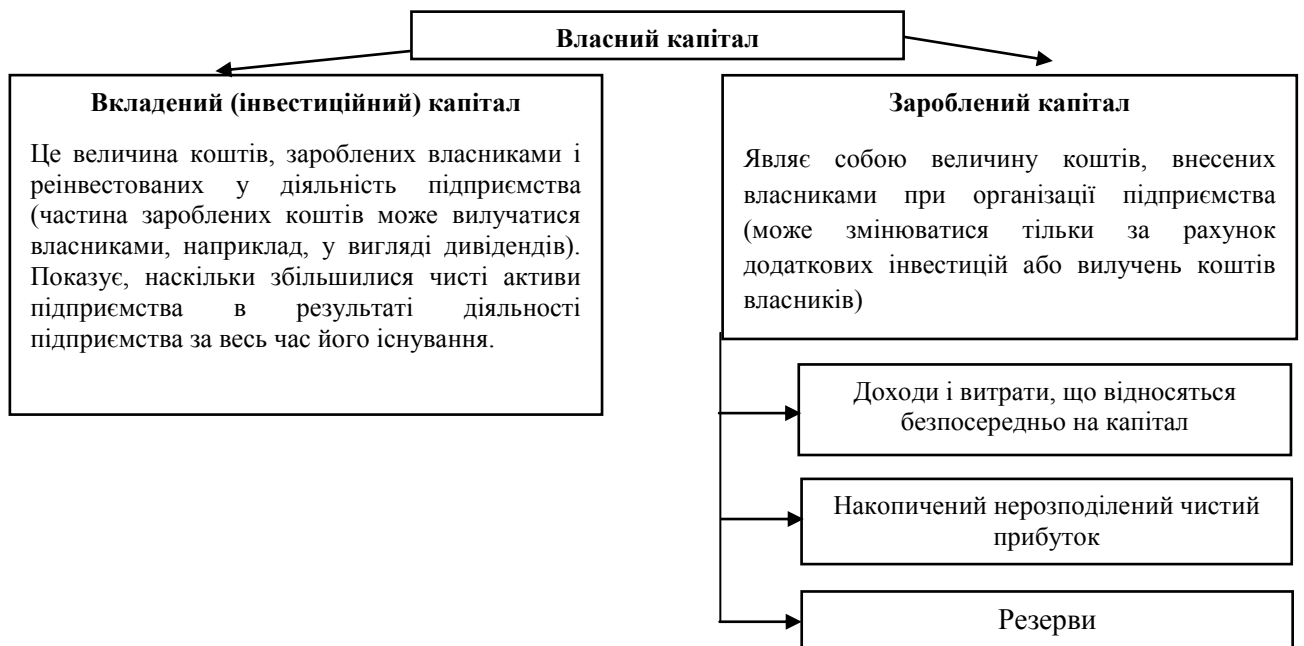 Власний капітал
Вкладений (інвестиційний) капітал
Це величина коштів, зароблених власниками і
реінвестованих у діяльність підприємства
(частина зароблених коштів може вилучатися
власниками, наприклад, у вигляді дивідендів).
Показує, наскільки збільшилися чисті активи
підприємства в результаті діяльності
підприємства за весь час його існування.
Зароблений капітал
Являє собою величину коштів, внесених
власниками при організації підприємства
(може змінюватися тільки за рахунок
додаткових інвестицій або вилучень коштів
власників)
Доходи і витрати, що відносяться
безпосередньо на капітал
Накопичений нерозподілений чистий
прибуток
Резерви